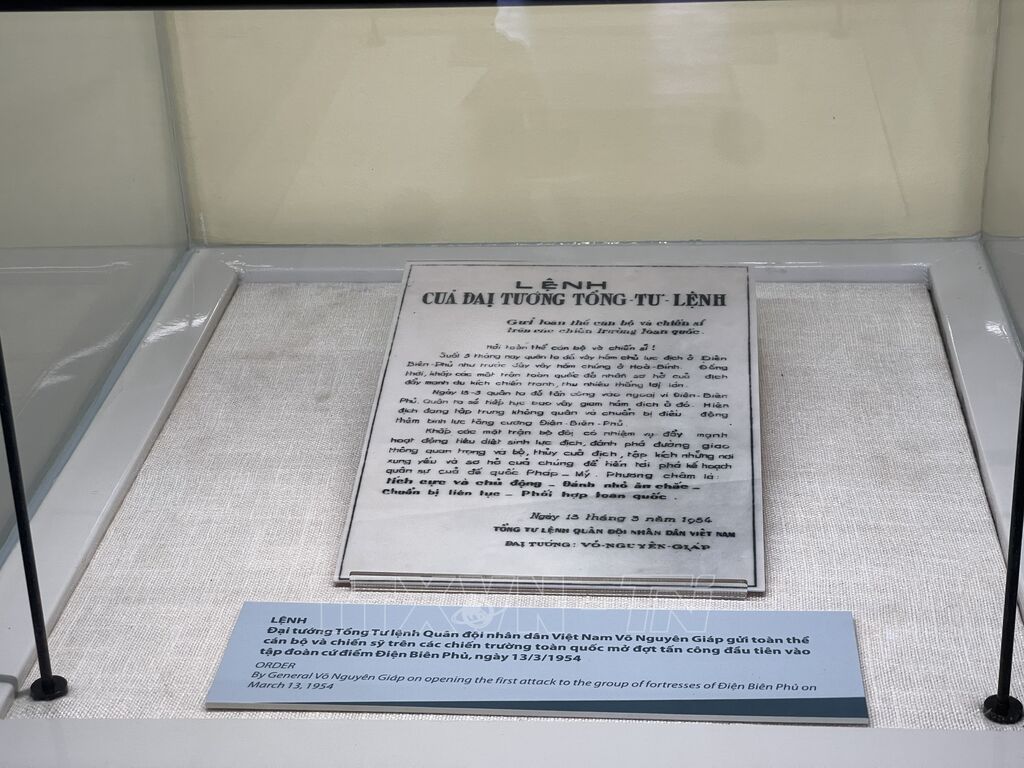 LỆNH
CUẢ ĐẠI TƯỚNG TỔNG-TƯ-LỆNH
Gửi toàn thể cán bộ và chiến sĩ
trên các chiến trường toàn quốc.
Hỡi toàn thể cán bộ và chiến sĩ !
Suốt 3 tháng nay quân ta đã vây hãm chủ lực địch ở Điện
Biên-Phủ như trước đây vây hãm chúng ở Hoà-Bình. Đồng
thời, khắp các mặt trận toàn quốc đã nhân sơ hở cuả địch
đẩy mạnh du kích chiến tranh, thu nhiều thắng lợi lớn.
Ngày 13-3 quân ta đã tấn công vào ngoại vi Điện-Biên
Phủ. Quân ta sẽ tiếp tục bao vây giam hãm địch ở đó. Hiện
địch đang tập trung không quân và chuẩn bị điều động
thêm binh lực tăng cường Điện-Biên-Phủ.
Khắp các mặt trận bộ đội có nhiệm vụ đẩy mạnh
hoạt động tiêu diệt sinh lực địch, đánh phá đường giao
thông quan trọng và bộ, thủy cuả địch, tập kích những nơi
xung yếu và sơ hở cuả chúng để tiến tới phá kế hoạch
quân sự cuả đế quốc Pháp - Mỹ. Phương châm là:
tích cực và chủ động - Đánh nhỏ ăn chắc -
Chuẩn bị liên tục - Phối hợp toàn quốc.
Ngày 13 tháng 3 năm 1954
TỔNG TƯ LỆNH QUÂN ĐỘI NHÂN DÂN VIỆT NAM
ĐẠI TƯỚNG: VÕ-NGUYÊN-GIÁP
TTXVN IN
LỆNH
Đại tướng Tổng Tư lệnh Quân đội nhân dân Việt Nam Võ Nguyên Giáp gửi toàn thể
cán bộ và chiến sỹ trên các chiến trường toàn quốc mở đợt tấn công đầu tiên vào
tập đoàn cứ điểm Điện Biên Phủ, ngày 13/3/1954
ORDER
By General Võ Nguyên Giáp on opening the first attack to the group of fortresses of Điện Biên Phủ on
March 13, 1954